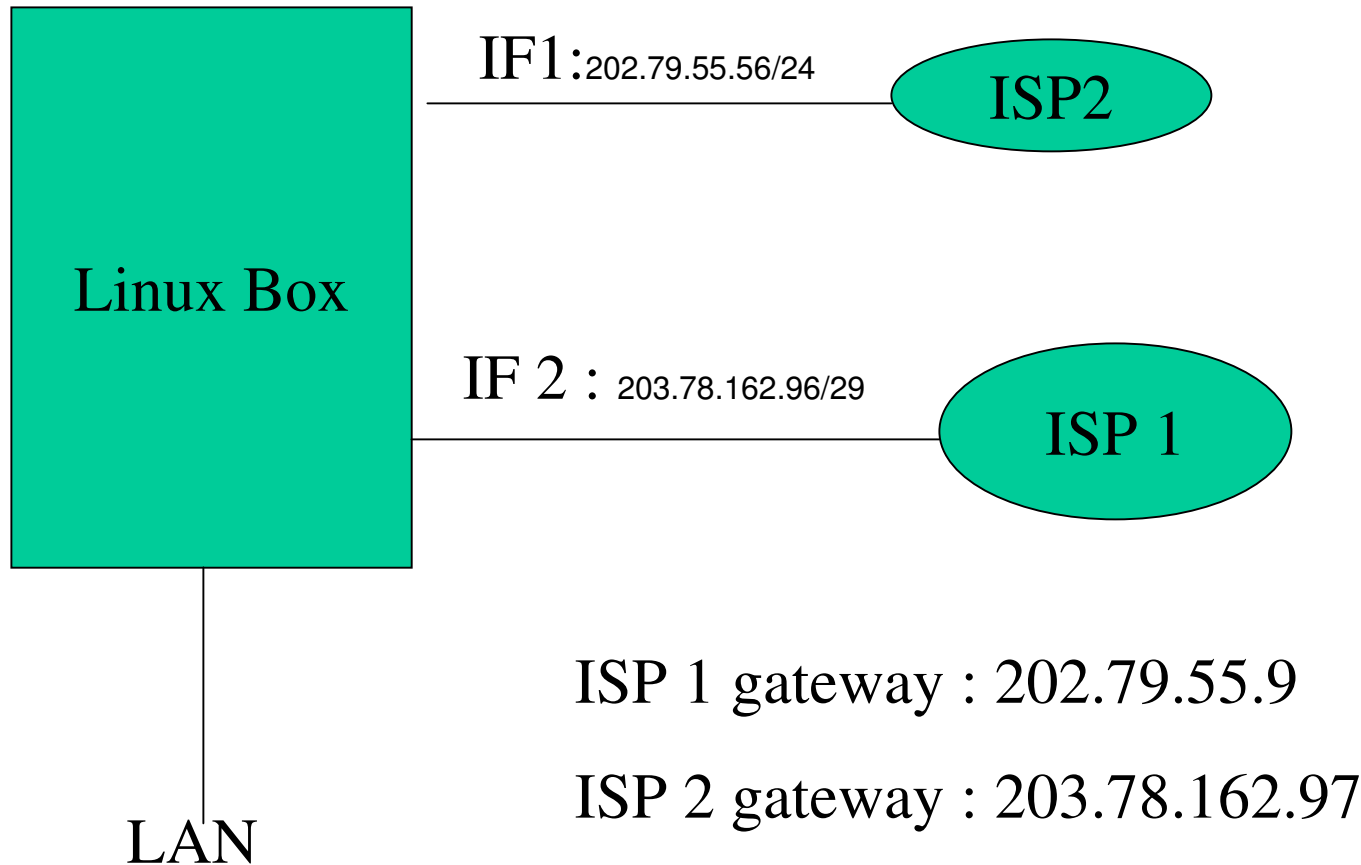 IF1:202.79.55.56/24
ISP2
Linux Box
IF 2 : 203.78.162.96/29
ISP 1
ISP 1 gateway : 202.79.55.9
ISP 2 gateway : 203.78.162.97
LAN